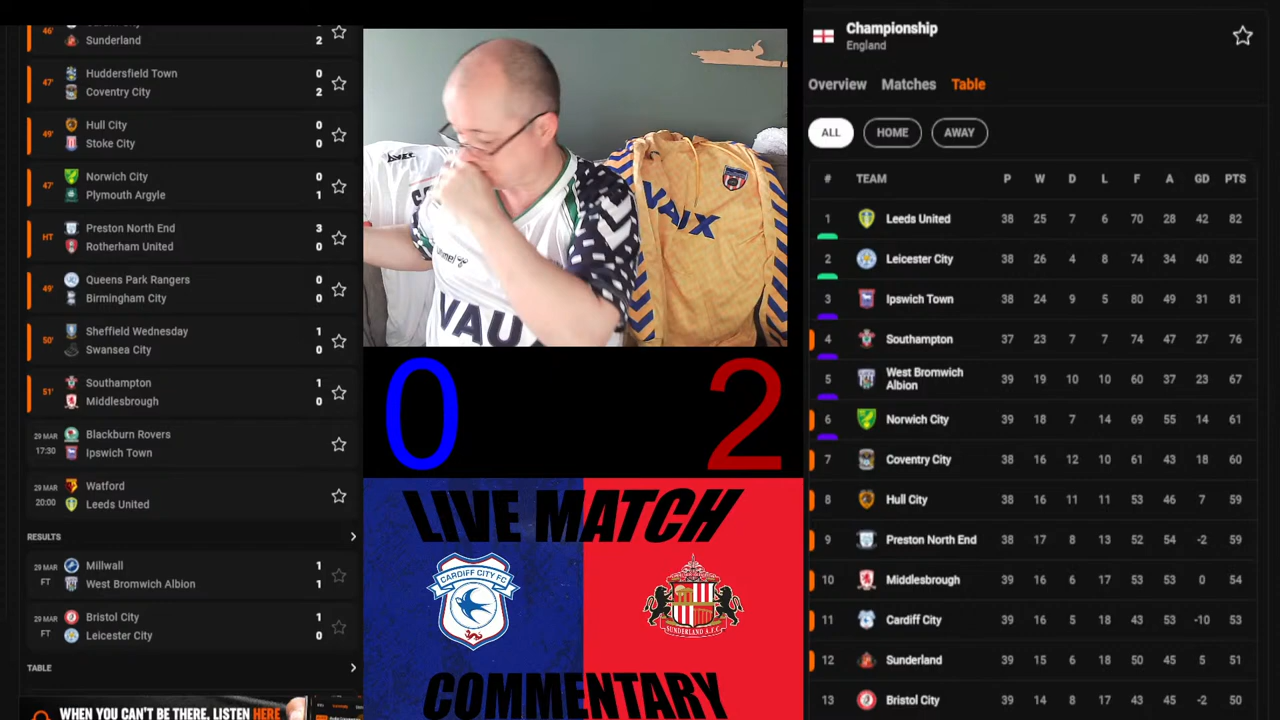 46'
Sunderland 2
47' Huddersfield Town 0
Coventry City 2
49' Hull City 0
Stoke City 0
47' Norwich City 0
Plymouth Argyle 1
HT Preston North End 3
Rotherham United 0
49' Queens Park Rangers 0
Birmingham City 0
50' Sheffield Wednesday 1
Swansea City 0
51' Southampton 1
Middlesbrough 0
29 MAR 17:30 Blackburn Rovers
Ipswich Town
29 MAR 20:00 Watford
Leeds United
RESULTS
29 MAR FT Millwall 1
West Bromwich Albion 1
29 MAR FT Bristol City 1
Leicester City 0
TABLE
WHEN YOU CAN'T BE THERE, LISTEN HERE
hummel
VAU
VAUX
0 2
LIVE MATCH
CARDIFF CITY FC
SUNDERLAND A.F.C
COMMENTARY
Championship
England
Overview Matches Table
ALL HOME AWAY
# TEAM P W D L F A GD PTS
1 Leeds United 38 25 7 6 70 28 42 82
2 Leicester City 38 26 4 8 74 34 40 82
3 Ipswich Town 38 24 9 5 80 49 31 81
4 Southampton 37 23 7 7 74 47 27 76
5 West Bromwich Albion 39 19 10 10 60 37 23 67
6 Norwich City 39 18 7 14 69 55 14 61
7 Coventry City 38 16 12 10 61 43 18 60
8 Hull City 38 16 11 11 53 46 7 59
9 Preston North End 38 17 8 13 52 54 -2 59
10 Middlesbrough 39 16 6 17 53 53 0 54
11 Cardiff City 39 16 5 18 43 53 -10 53
12 Sunderland 39 15 6 18 50 45 5 51
13 Bristol City 39 14 8 17 43 45 -2 50